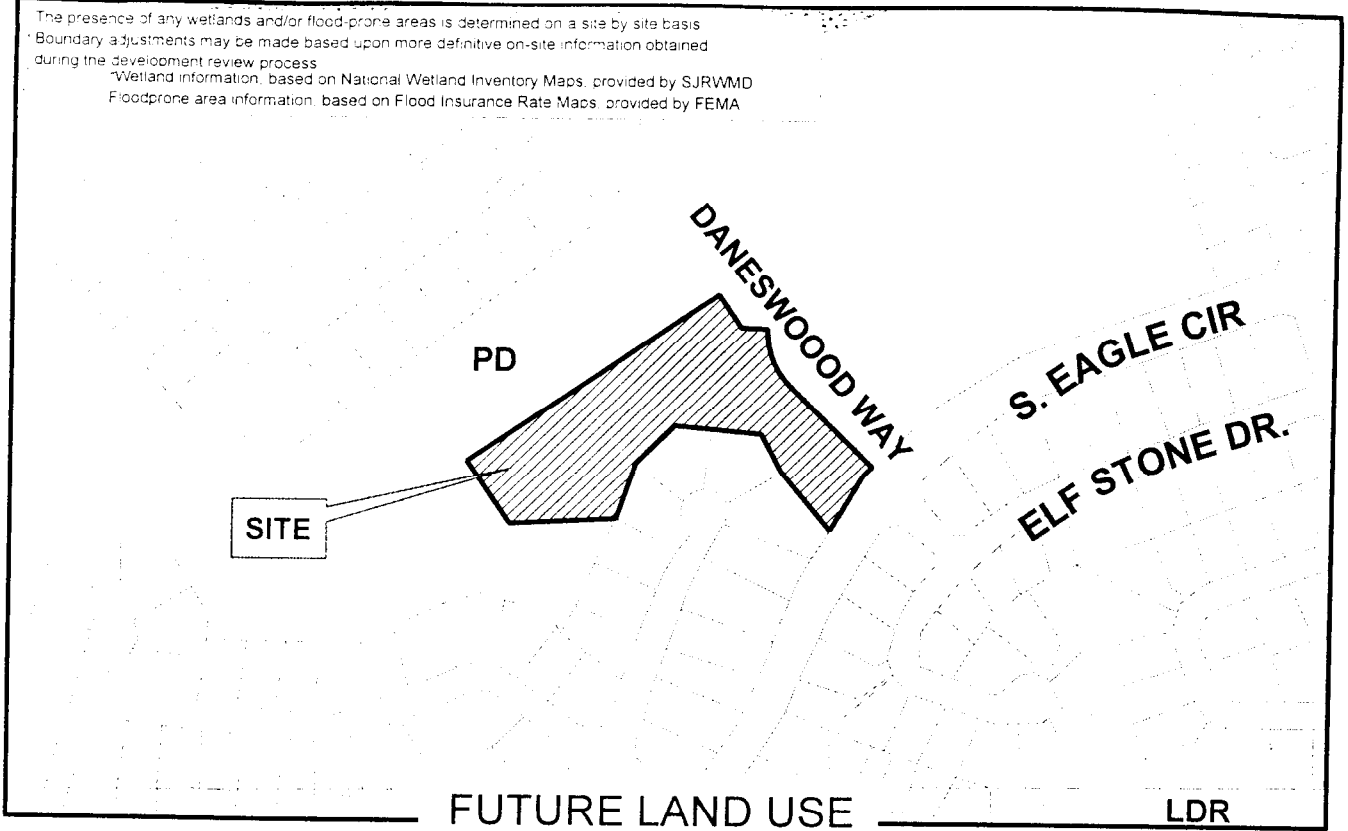 The presence of any wetlands and/or flood-prone areas is determined on a site by site basis
Boundary adjustments may be made based upon more definitive on-site information obtained
during the development review process
Wetland information, based on National Wetland Inventory Maps, provided by SJRWMD
Floodprone area information, based on Flood Insurance Rate Maps, provided by FEMA
DANESWOOOD WAY
S. EAGLE CIR
PD
ELF STONE DR.
SITE
FUTURE LAND USE
LDR